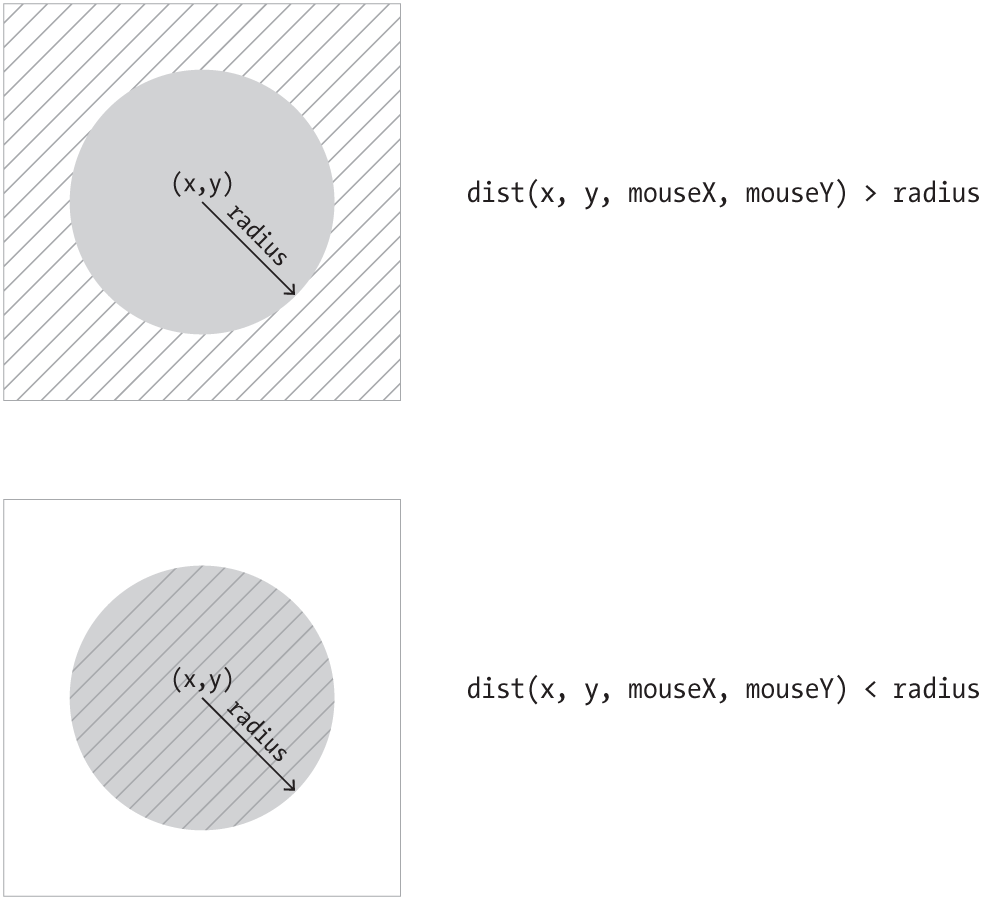 (x,y)
radius
dist(x, y, mouseX, mouseY) > radius
(x,y)
radius
dist(x, y, mouseX, mouseY) < radius